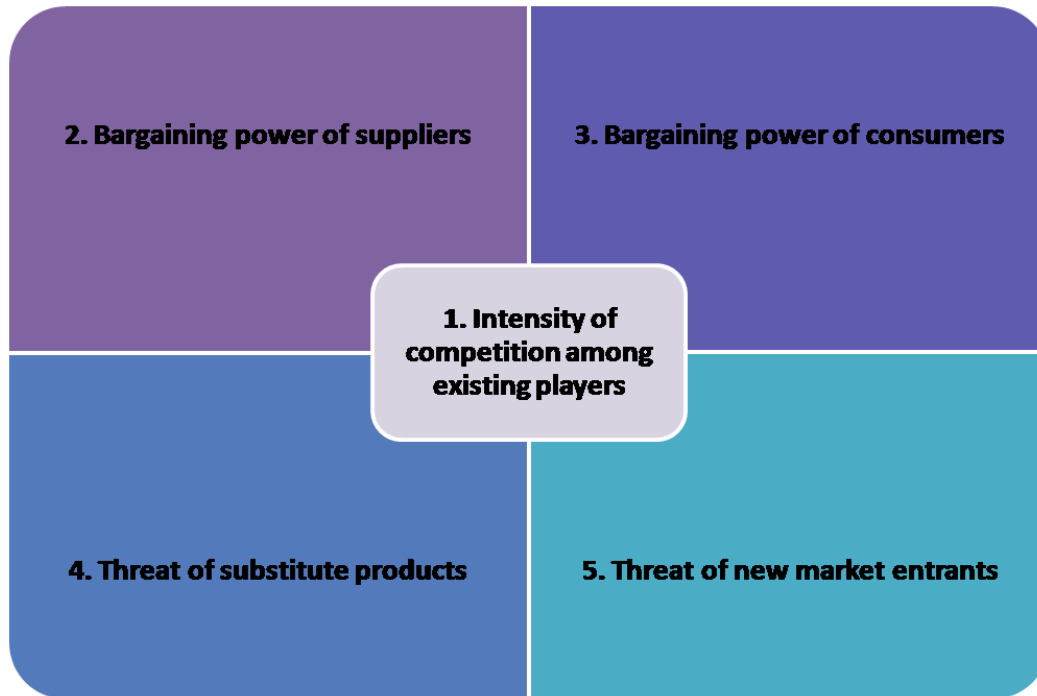 2. Bargaining power of suppliers
3. Bargaining power of consumers
1. Intensity of
competition among
existing players
4. Threat of substitute products
5. Threat of new market entrants